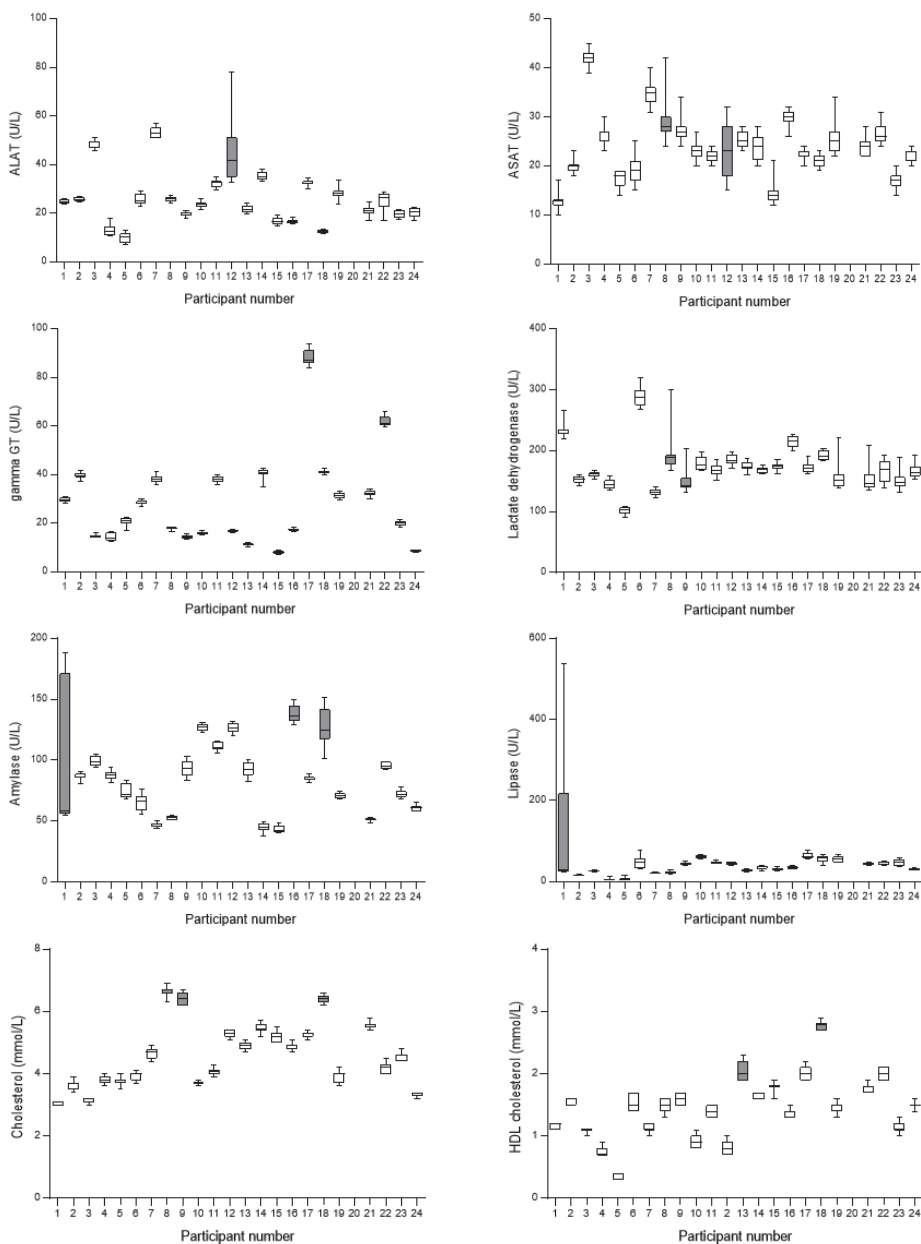 ALAT (U/L)
100
80
60
40
20
0
1 2 3 4 5 6 7 8 9 10 11 12 13 14 15 16 17 18 19 20 21 22 23 24
Participant number
ASAT (U/L)
50
40
30
20
10
0
1 2 3 4 5 6 7 8 9 10 11 12 13 14 15 16 17 18 19 20 21 22 23 24
Participant number
gamma GT (U/L)
100
80
60
40
20
0
1 2 3 4 5 6 7 8 9 10 11 12 13 14 15 16 17 18 19 20 21 22 23 24
Participant number
Lactate dehydrogenase (U/L)
400
300
200
100
0
1 2 3 4 5 6 7 8 9 10 11 12 13 14 15 16 17 18 19 20 21 22 23 24
Participant number
Amylase (U/L)
200
150
100
50
0
1 2 3 4 5 6 7 8 9 10 11 12 13 14 15 16 17 18 19 20 21 22 23 24
Participant number
Lipase (U/L)
600
400
200
0
1 2 3 4 5 6 7 8 9 10 11 12 13 14 15 16 17 18 19 20 21 22 23 24
Participant number
Cholesterol (mmol/L)
8
6
4
2
0
1 2 3 4 5 6 7 8 9 10 11 12 13 14 15 16 17 18 19 20 21 22 23 24
Participant number
HDL cholesterol (mmol/L)
4
3
2
1
0
1 2 3 4 5 6 7 8 9 10 11 2 13 14 15 16 17 18 19 20 21 22 23 24
Participant number